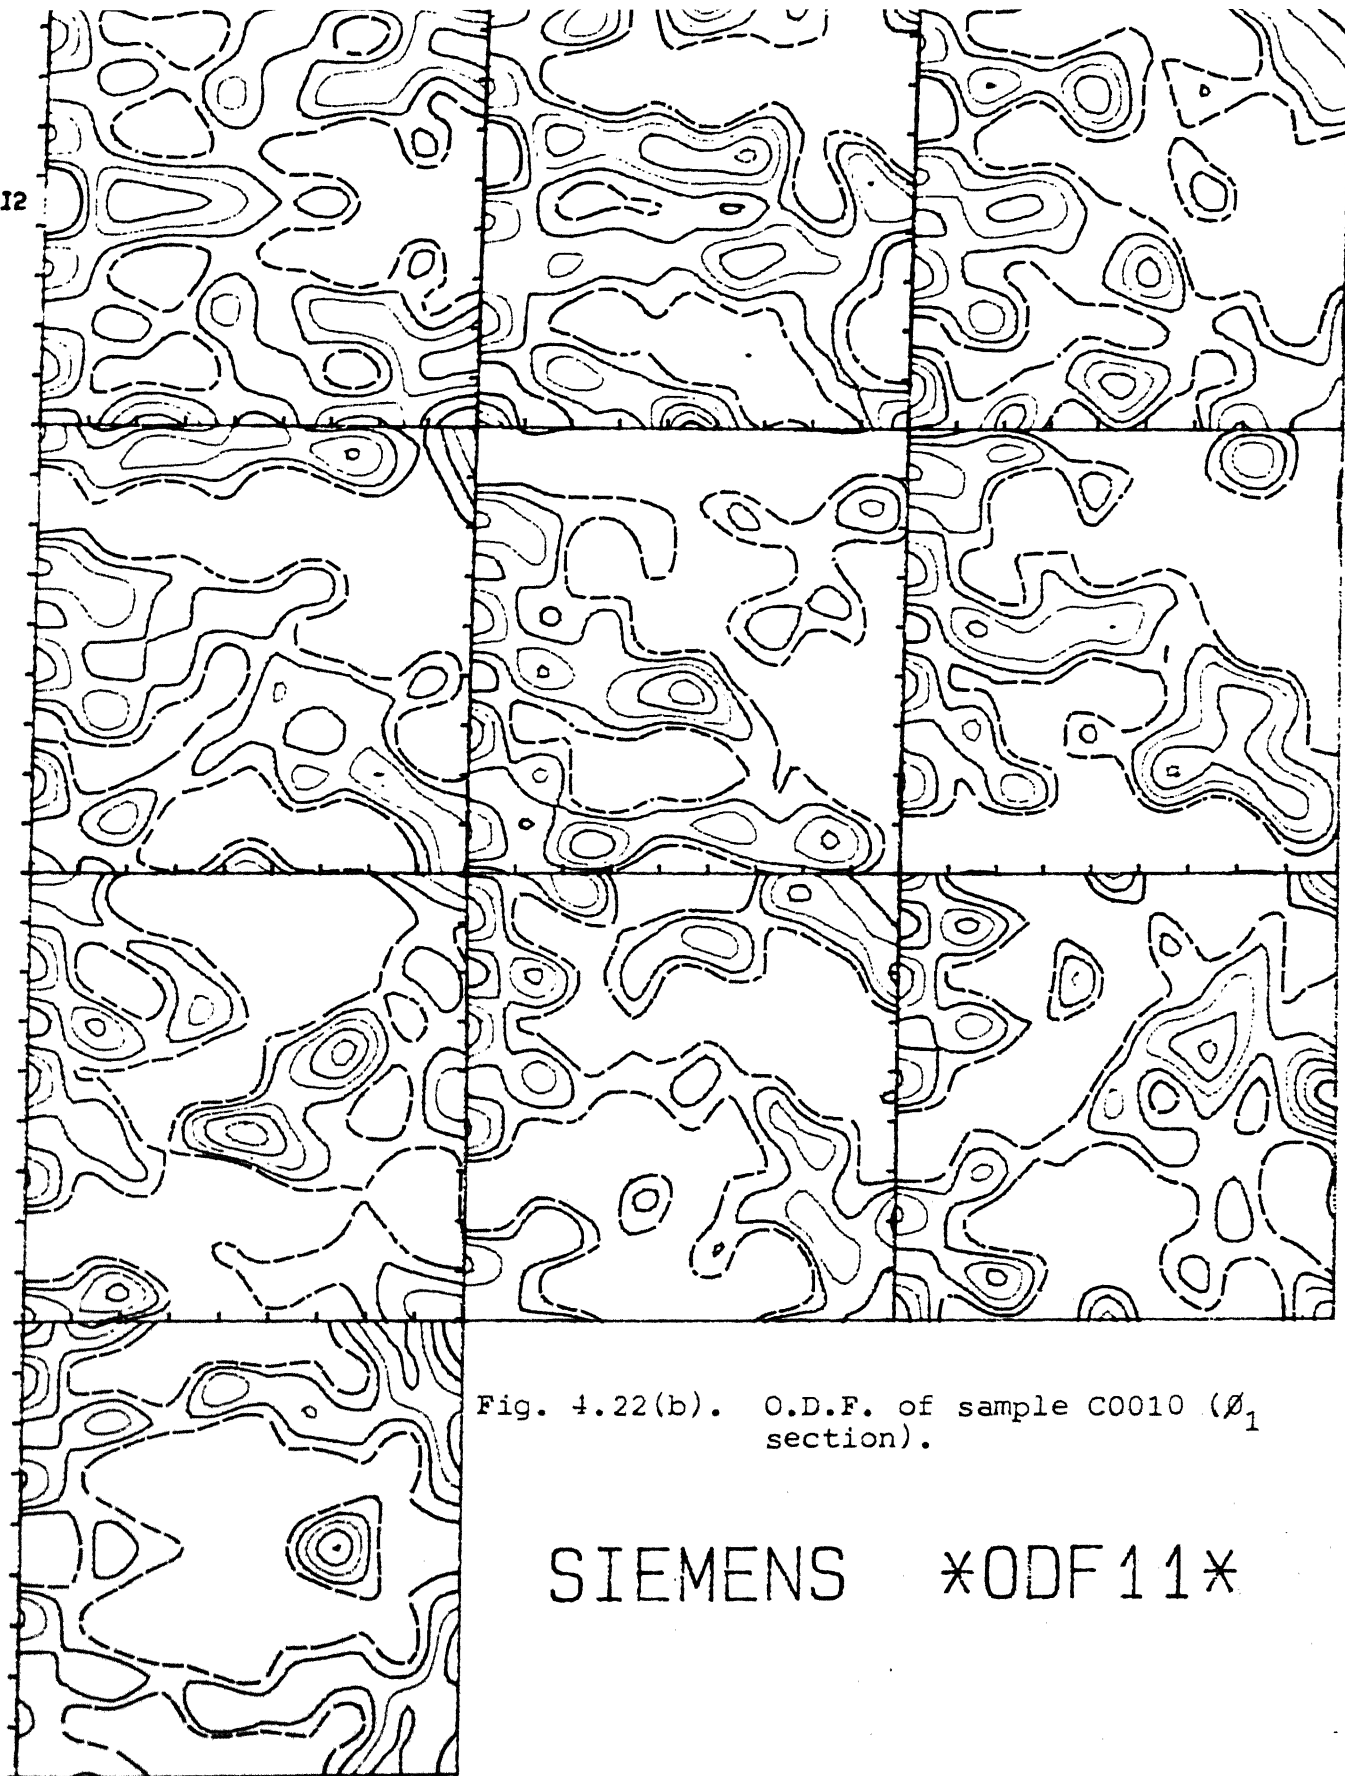 I2
Fig. 4.22(b). O.D.F. of sample C0010 (Ø1
section).
SIEMENS *ODF11*